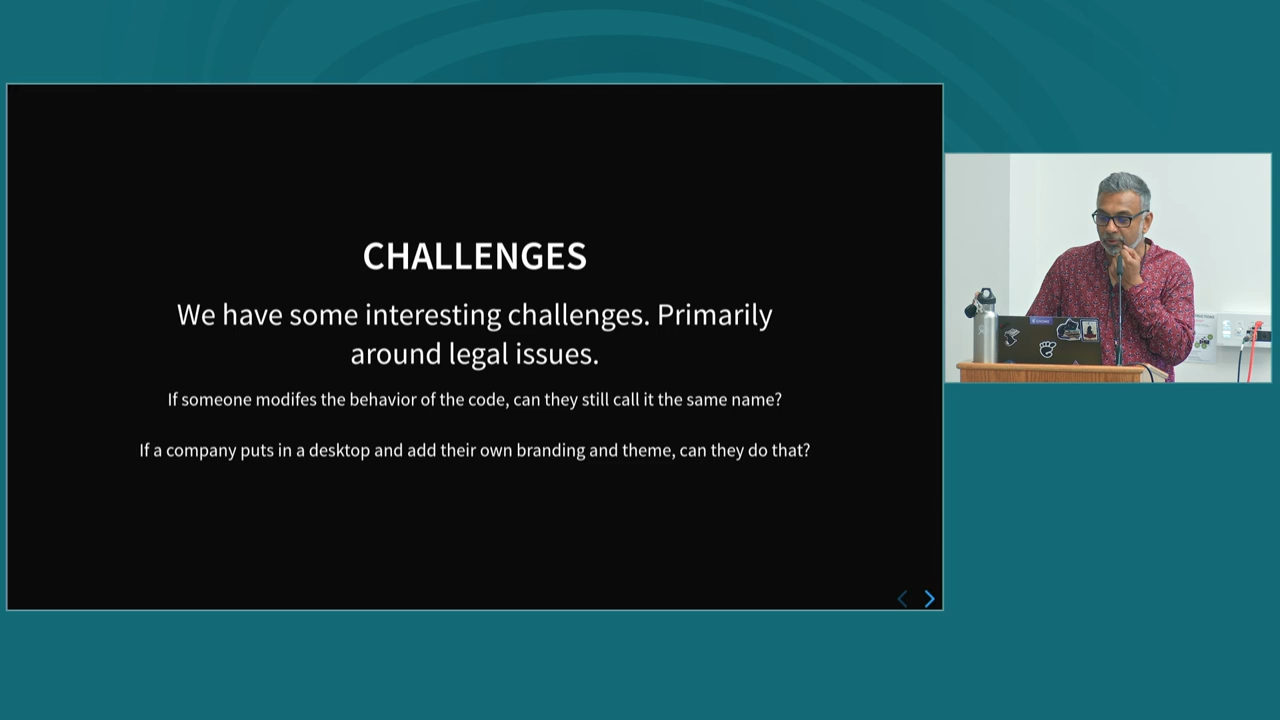 CHALLENGES
We have some interesting challenges. Primarily
around legal issues.
If someone modifes the behavior of the code, can they still call it the same name?
If a company puts in a desktop and add their own branding and theme, can they do that?